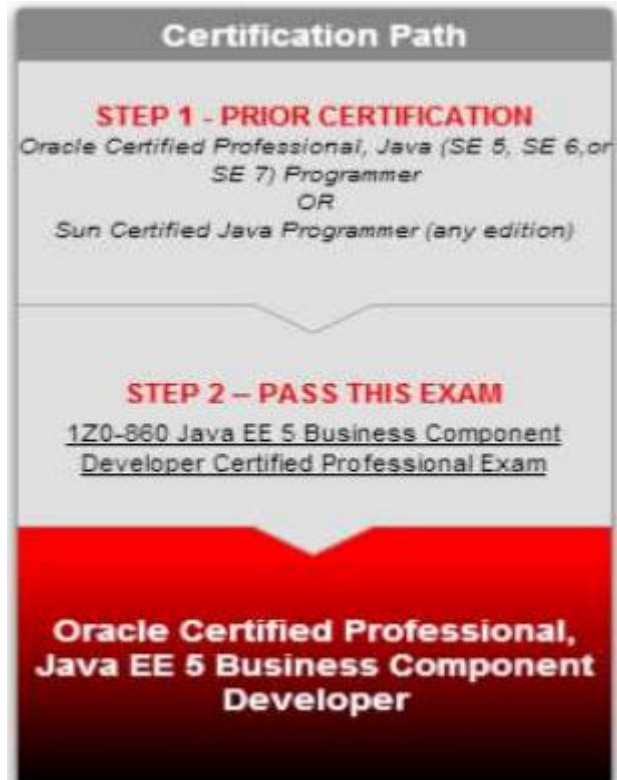 Certification Path
STEP 1 - PRIOR CERTIFICATION
Oracle Certified Professional, Java (SE 5, SE 6,or
SE 7) Programmer
OR
Sun Certified Java Programmer (any edition)
STEP 2 – PASS THIS EXAM
1Z0-860 Java EE 5 Business Component
Developer Certified Professional Exam
Oracle Certified Professional,
Java EE 5 Business Component
Developer